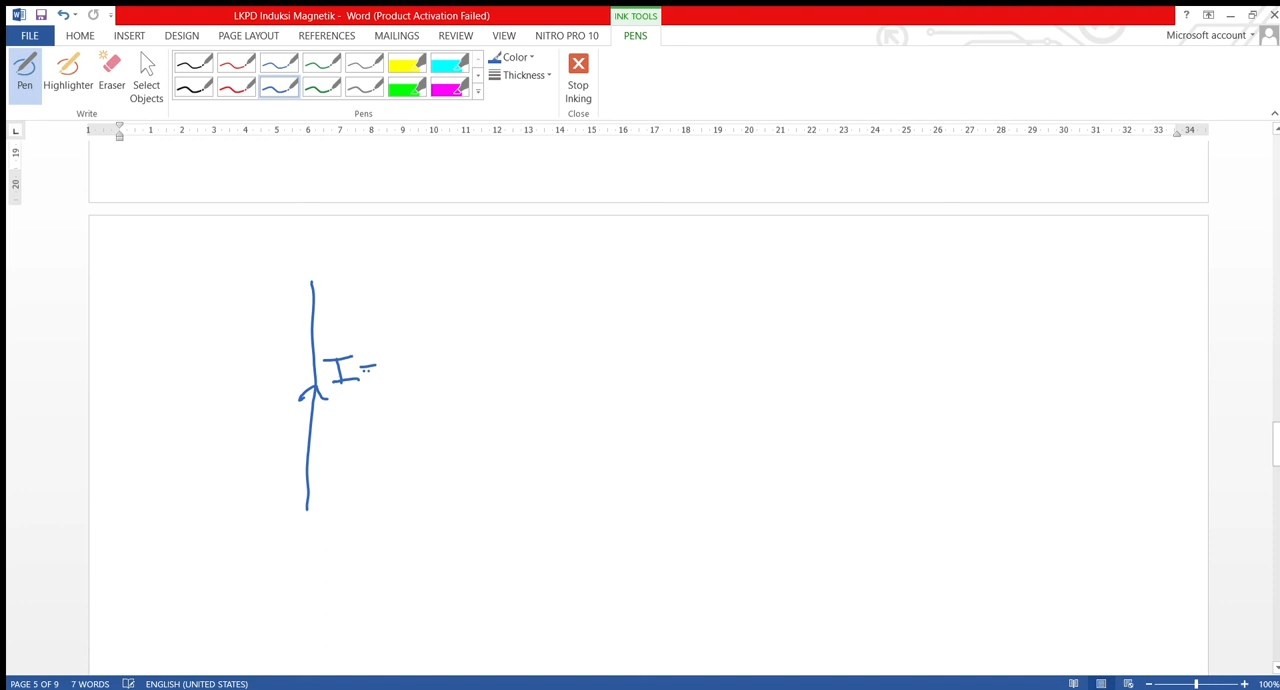 LKPD Induksi Magnetik - Word (Product Activation Failed)
INK TOOLS
?
FILE HOME INSERT DESIGN PAGE LAYOUT REFERENCES MAILINGS REVIEW VIEW NITRO PRO 10 PENS
Microsoft account
Pen Highlighter Eraser Select Objects
Color
Thickness
Stop Inking
Write Pens Close
1 1 2 3 4 5 6 7 8 9 10 11 12 13 14 15 16 17 18 19 20 21 22 23 24 25 26 27 28 29 30 31 32 33 34
19
20
I =
PAGE 5 OF 9 7 WORDS ENGLISH (UNITED STATES) 100%